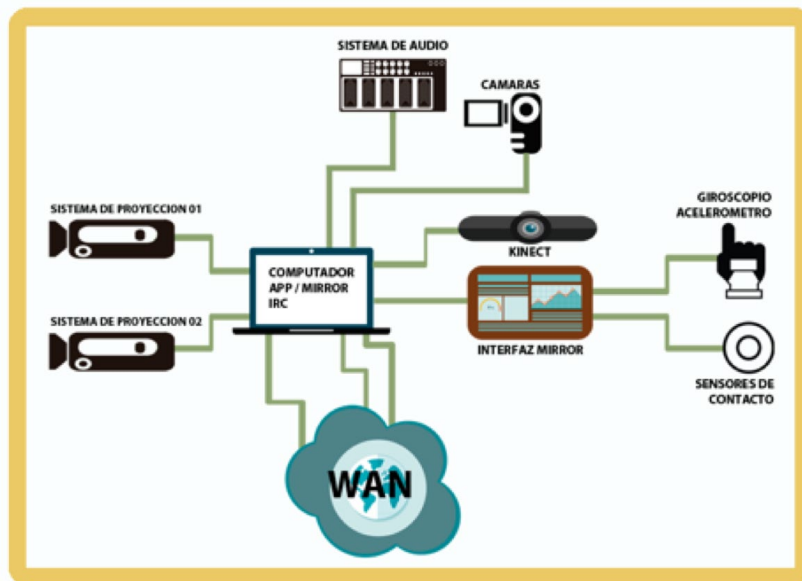 SISTEMA DE AUDIO
CAMARAS
SISTEMA DE PROYECCION 01
GIROSCOPIO
ACELEROMETRO
KINECT
COMPUTADOR
APP / MIRROR
IRC
SISTEMA DE PROYECCION 02
INTERFAZ MIRROR
SENSORES DE
CONTACTO
WAN